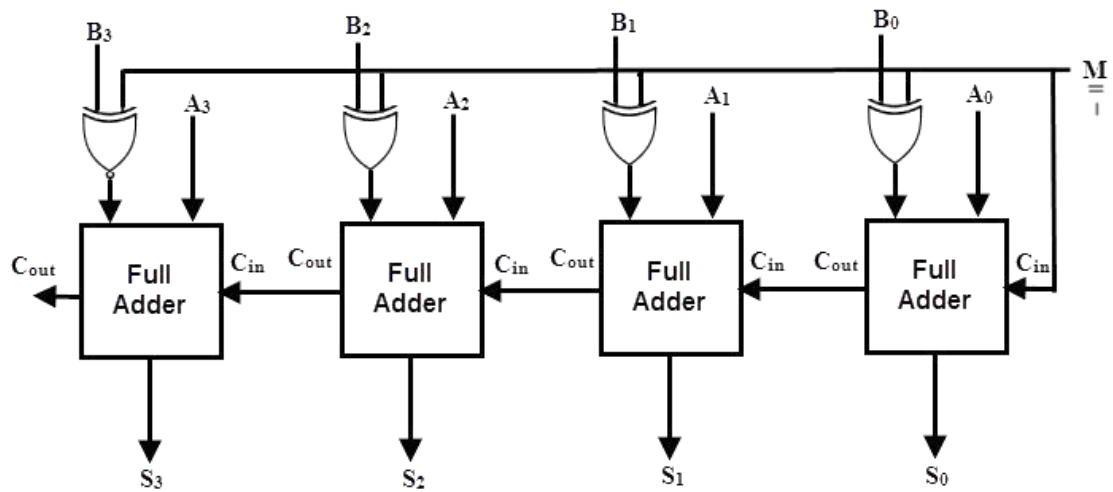 B3 B2 B1 B0
M
=
A3 A2 A1 A0
Cout Full Adder Cin Cout Full Adder Cin Cout Full Adder Cin Cout Full Adder Cin
S3 S2 S1 S0